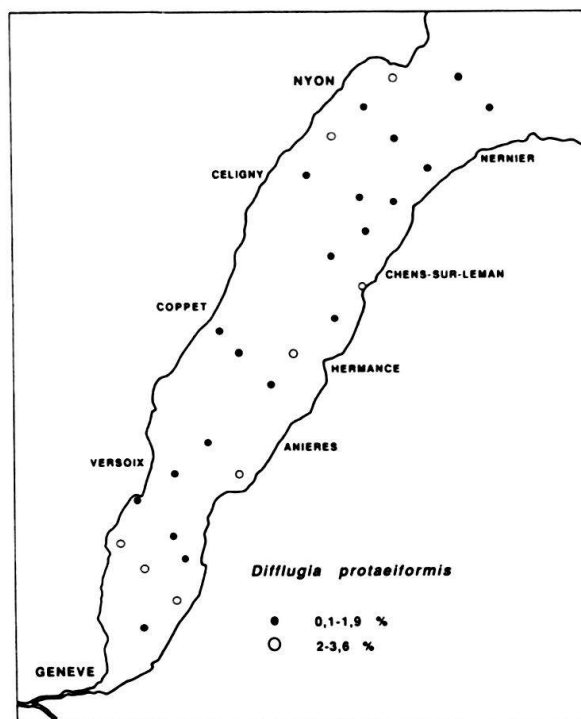 NYON
NERNIER
CELIGNY
CHENS-SUR-LEMAN
COPPET
HERMANCE
ANIERES
VERSOIX
Difflugia protaeiformis
0,1-1,9 %
2-3,6 %
GENEVE